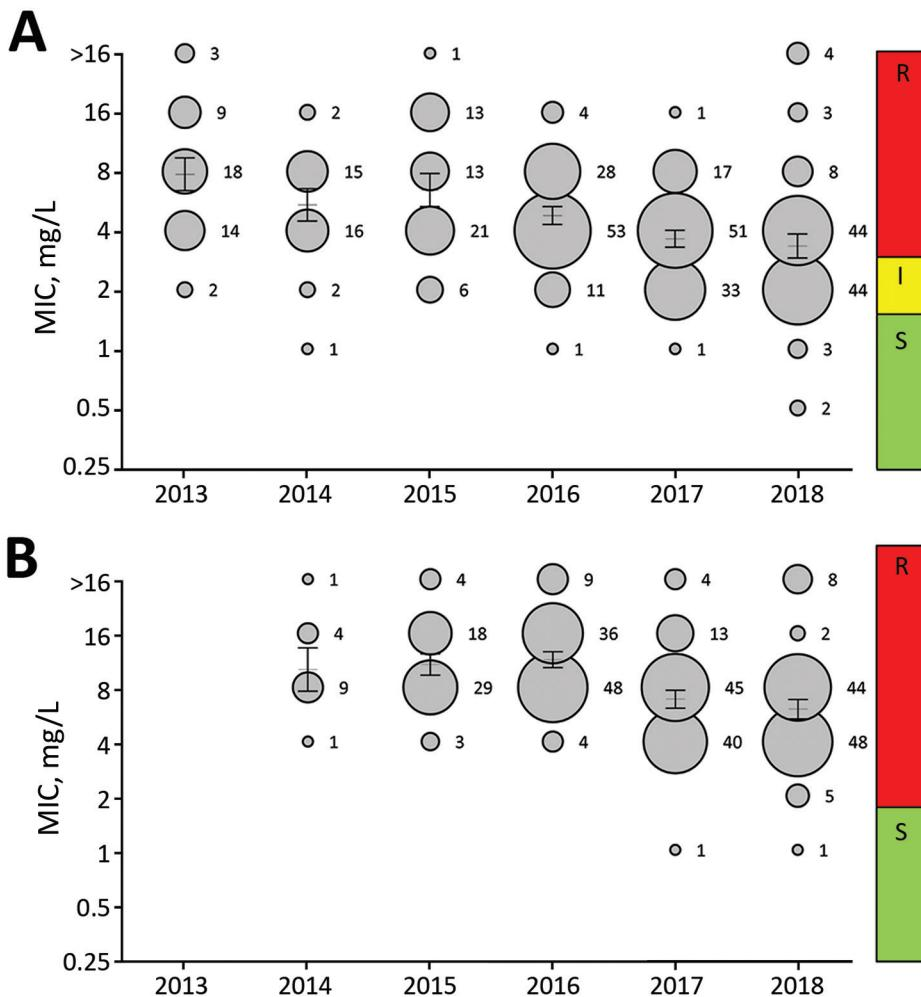 A
>16 3 1 4 R
16 9 2 13 4 1 3
8 18 15 13 28 17 8
4 14 16 21 53 51 44
2 2 2 6 11 33 44 I
1 1 1 1 3 S
0.5 2
0.25
MIC, mg/L
2013 2014 2015 2016 2017 2018
B
>16 1 4 9 4 8 R
16 4 18 36 13 2
8 9 29 48 45 44
4 1 3 4 40 48
2 5
1 1 1 S
0.5
0.25
MIC, mg/L
2013 2014 2015 2016 2017 2018